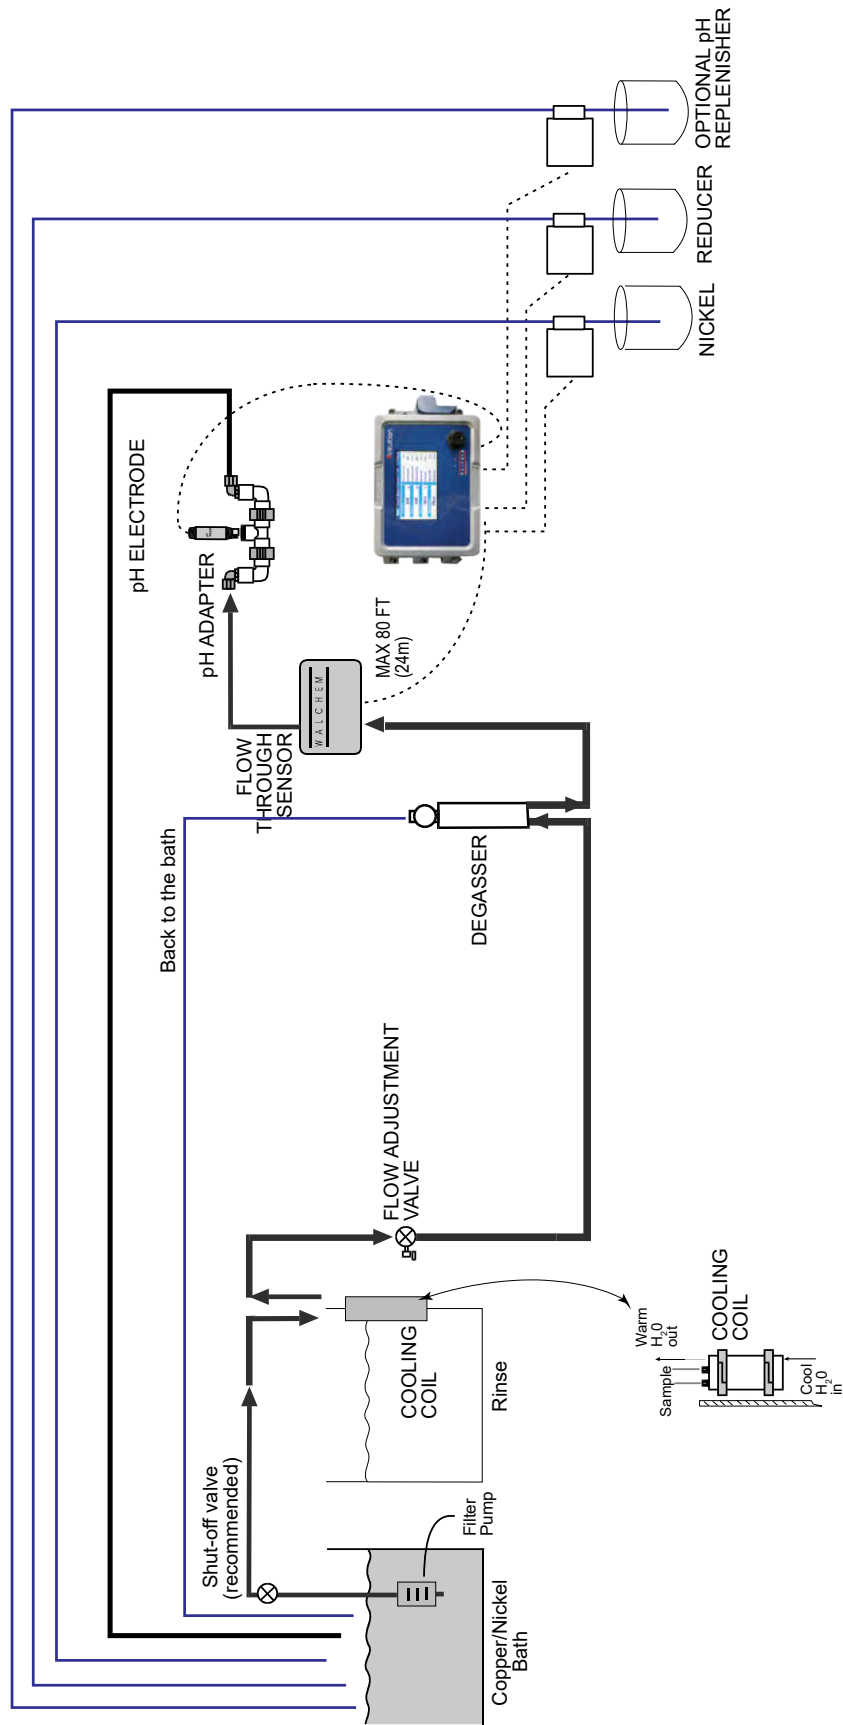 OPTIONAL pH
REPLENISHER
REDUCER
NICKEL
pH ELECTRODE
pH ADAPTER
MAX 80 FT
(24m)
WALCHEM
FLOW
THROUGH
SENSOR
Back to the bath
DEGASSER
FLOW ADJUSTMENT
VALVE
COOLING
COIL
Rinse
Warm
H20
out
COOLING
COIL
Sample
Cool
H20
in
Shut-off valve
(recommended)
Filter
Pump
Copper/Nickel
Bath